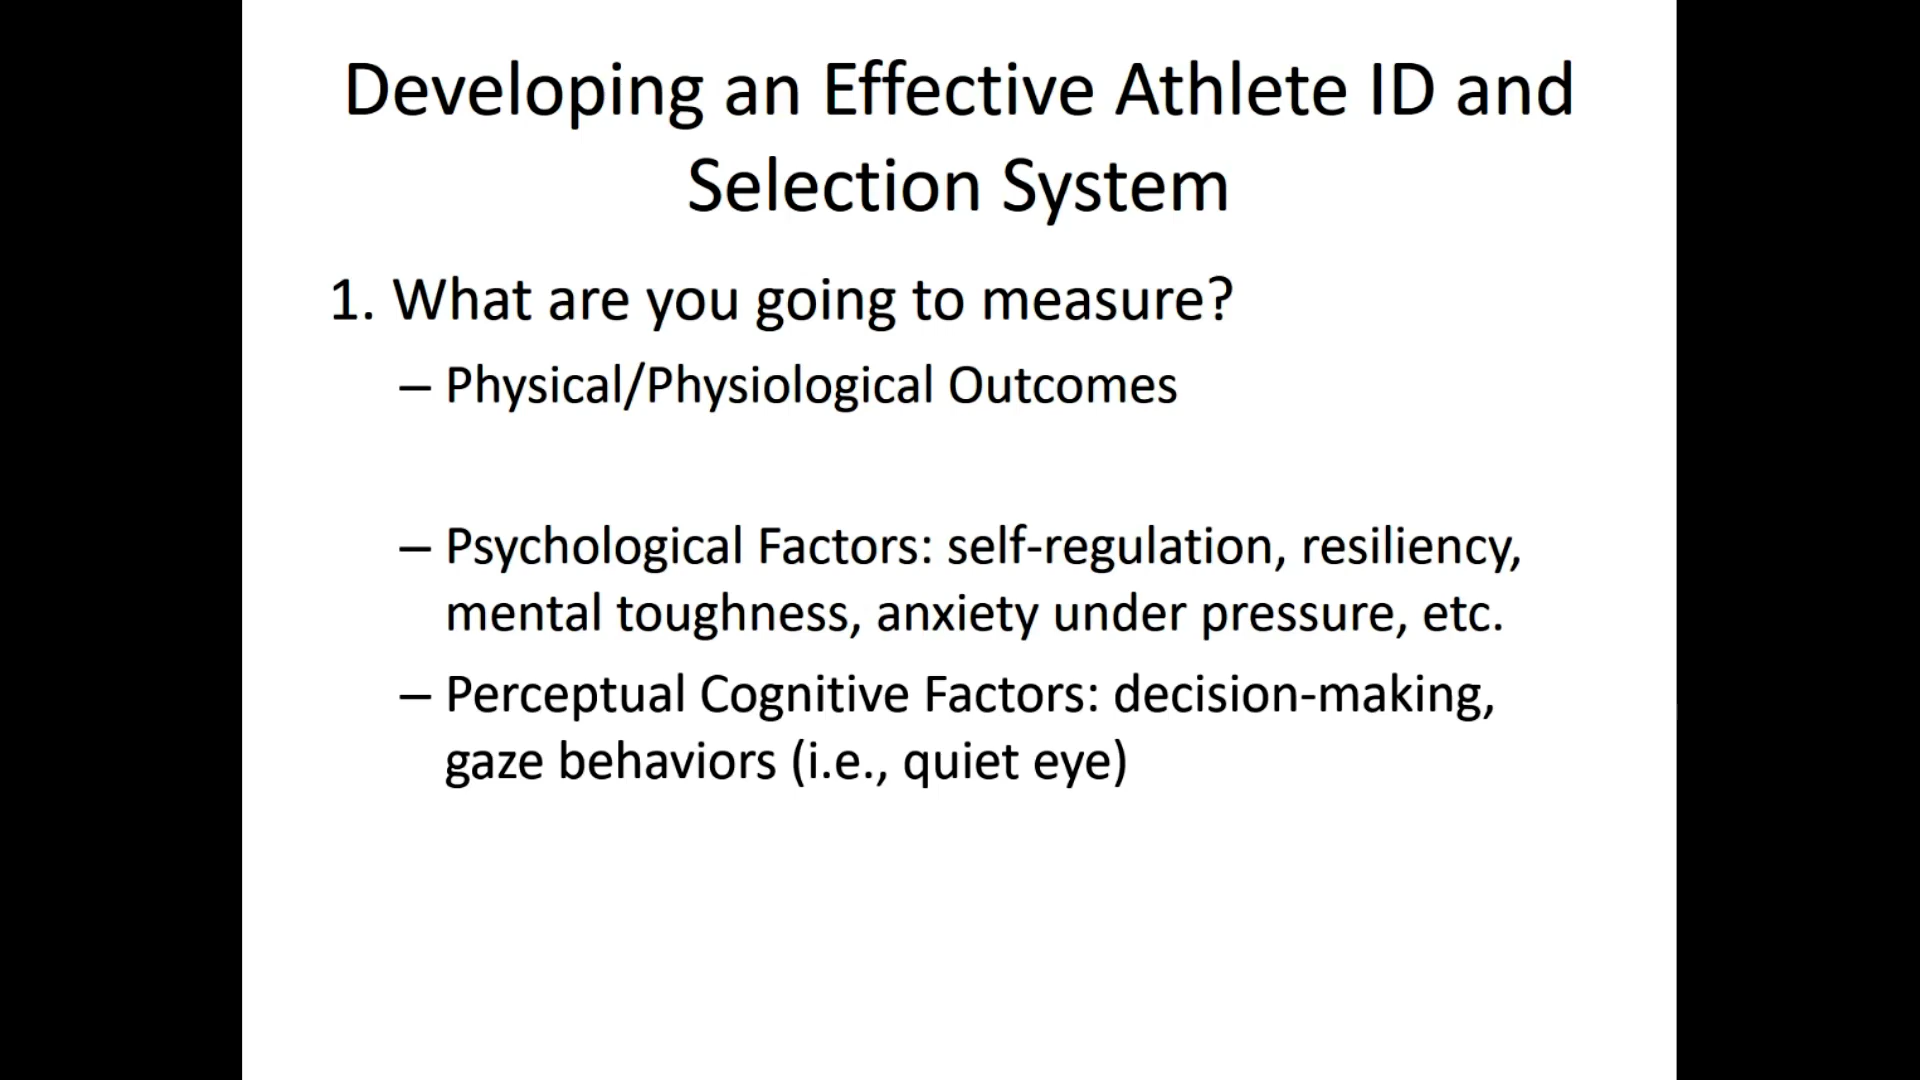 Developing an Effective Athlete ID and
Selection System
1. What are you going to measure?
– Physical/Physiological Outcomes
– Psychological Factors: self-regulation, resiliency,
mental toughness, anxiety under pressure, etc.
– Perceptual Cognitive Factors: decision-making,
gaze behaviors (i.e., quiet eye)